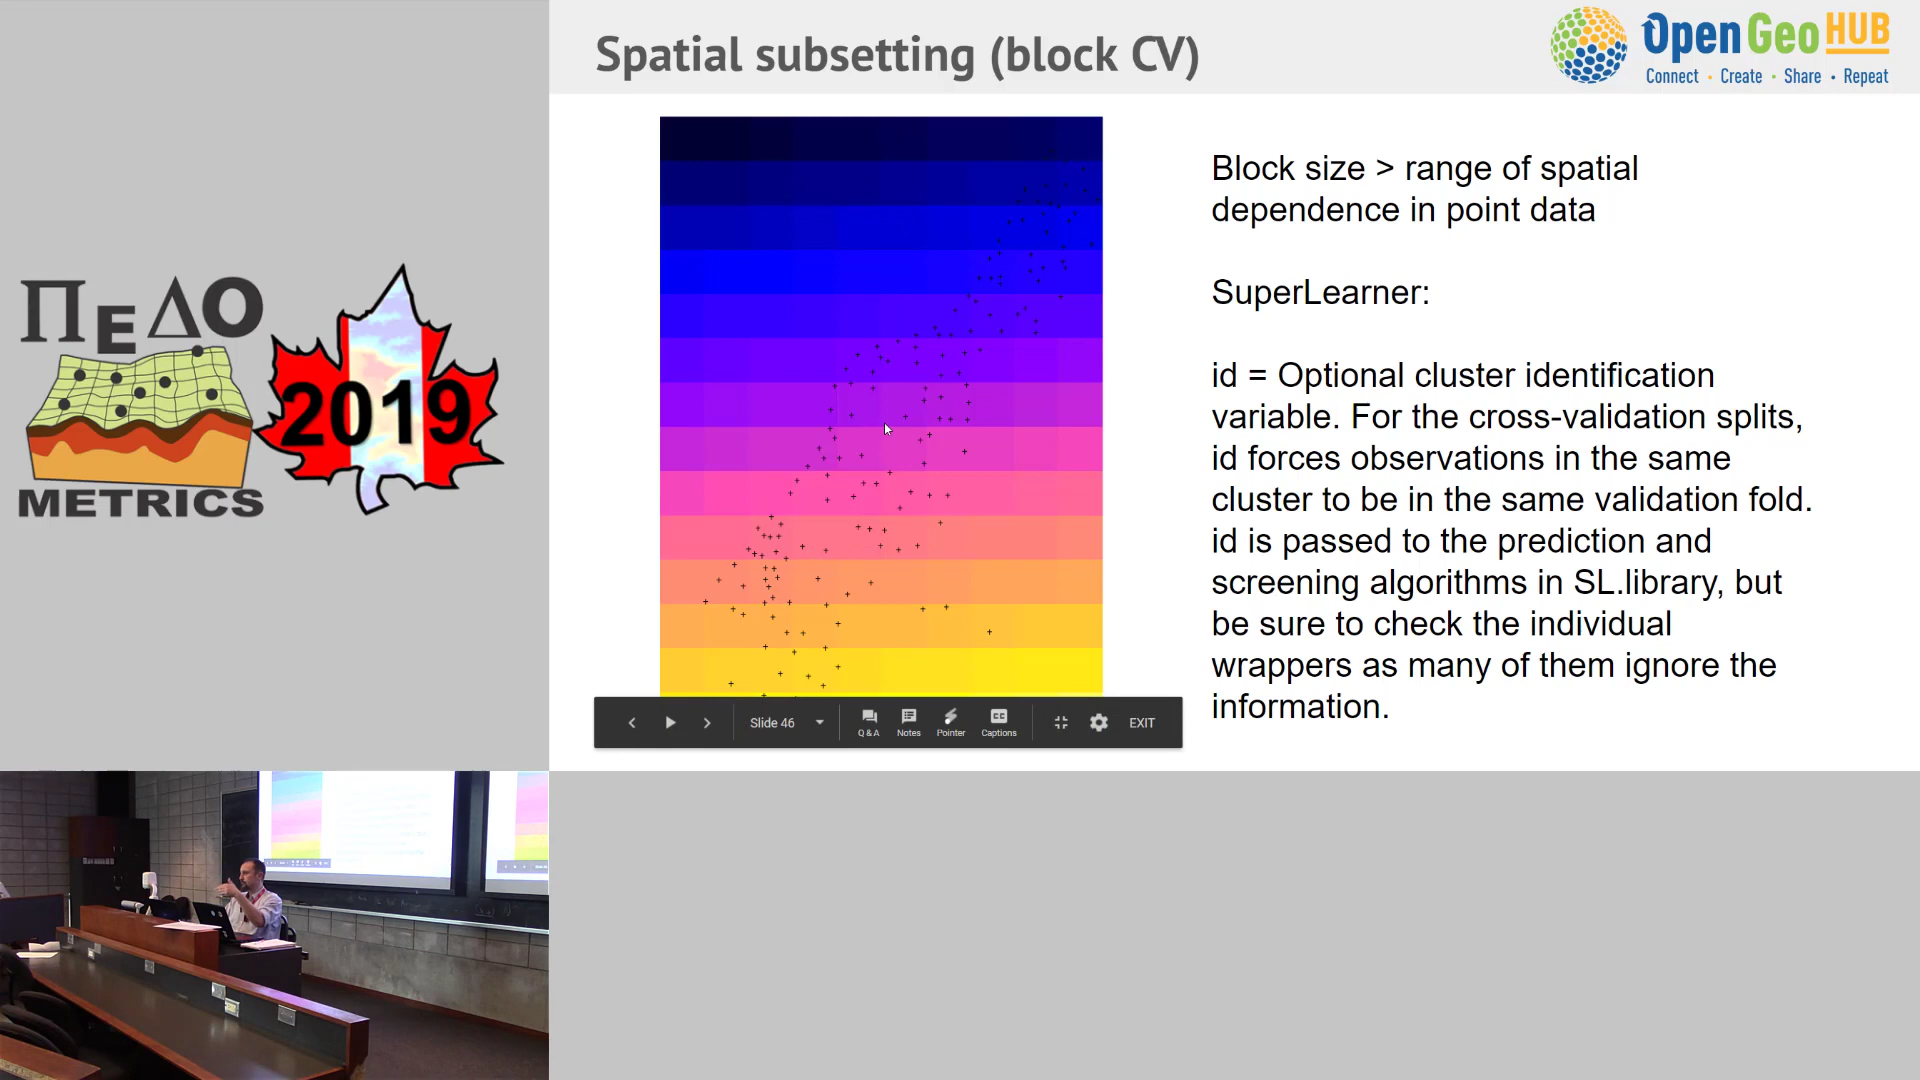 Spatial subsetting (block CV)
Open Geo HUB
Connect • Create • Share • Repeat
ΠΕΔΟ
METRICS
2019
Block size > range of spatial
dependence in point data
SuperLearner:
id = Optional cluster identification
variable. For the cross-validation splits,
id forces observations in the same
cluster to be in the same validation fold.
id is passed to the prediction and
screening algorithms in SL.library, but
be sure to check the individual
wrappers as many of them ignore the
information.
Slide 46
Q & A
Notes
Pointer
CC
Captions
EXIT